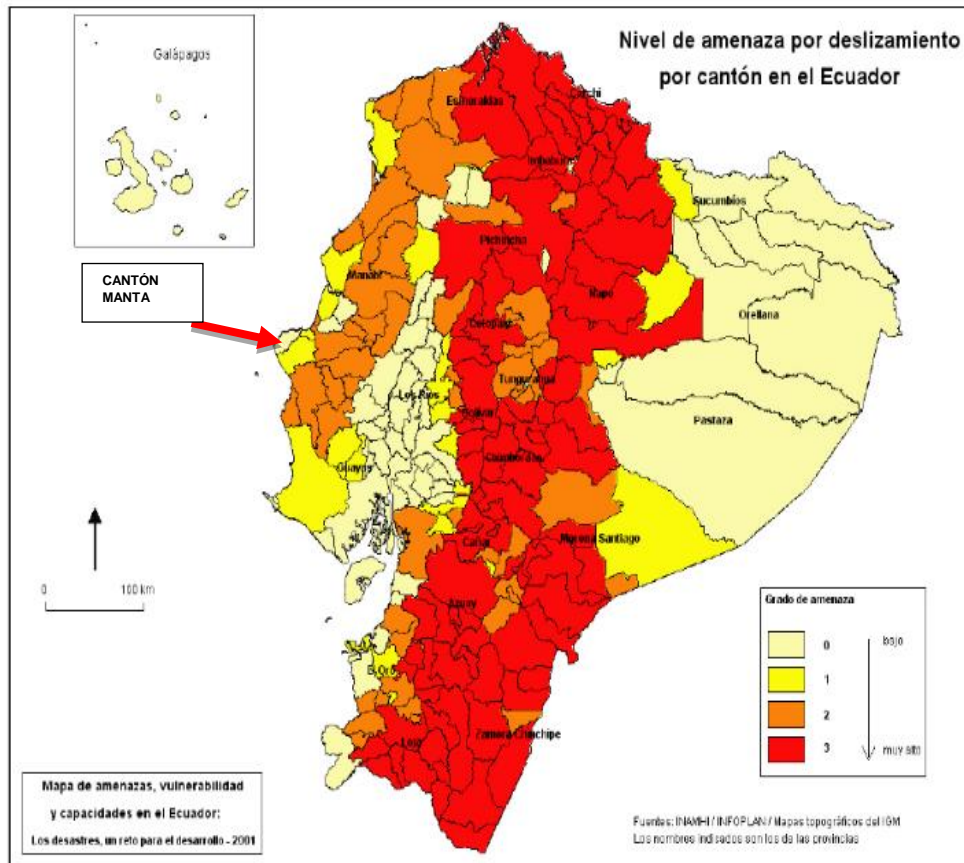 Nivel de amenaza por deslizamiento
por cantón en el Ecuador
Galápagos
CANTÓN
MANTA
Esmeraldas
Carchi
Imbabura
Sucumbíos
Pichincha
Manabí
Napo
Orellana
Cotopaxi
Tungurahua
Los Ríos
Bolívar
Pastaza
Chimborazo
Guayas
Morona Santiago
Cañar
Azuay
El Oro
Zamora Chinchipe
Loja
0 100 km
Grado de amenaza
0 bajo
1
2
3 muy alto
Mapa de amenazas, vulnerabilidad
y capacidades en el Ecuador:
Los desastres, un reto para el desarrollo - 2001
Fuentes: INAMHI / INFOPLAN / Mapas topográficos del IGM
Los nombres indicados son los de las provincias